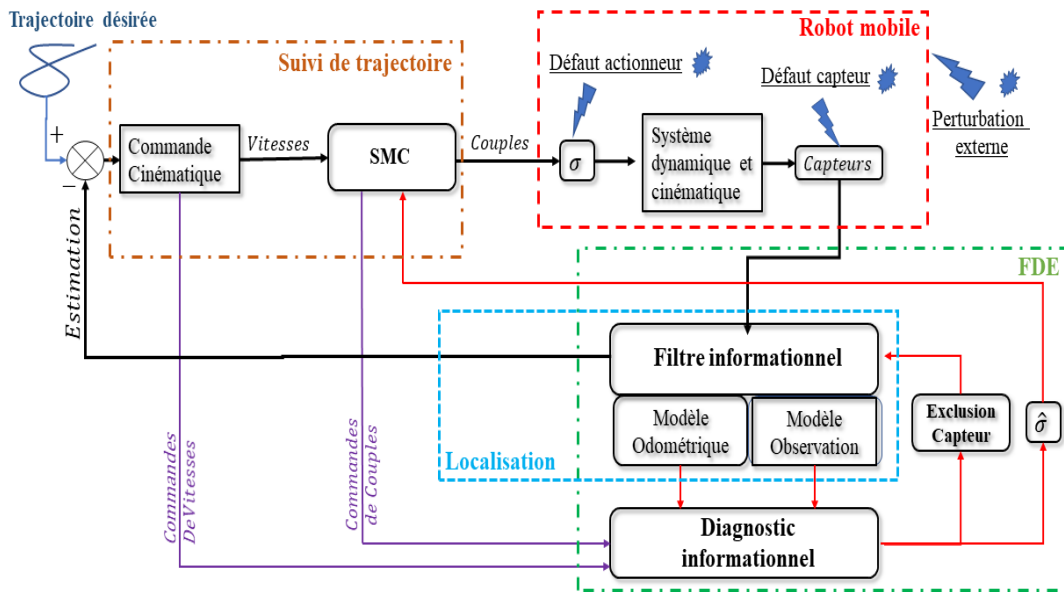 Trajectoire désirée
Robot mobile
Suivi de trajectoire
Défaut actionneur
Défaut capteur
Perturbation
externe
+
−
Commande
Cinématique
Vitesses
SMC
Couples
σ
Système
dynamique et
cinématique
Capteurs
Estimation
FDE
Filtre informationnel
Modèle
Odométrique
Modèle
Observation
Localisation
Exclusion
Capteur
σ̂
Commandes
DeVitesses
Commandes
de Couples
Diagnostic
informationnel